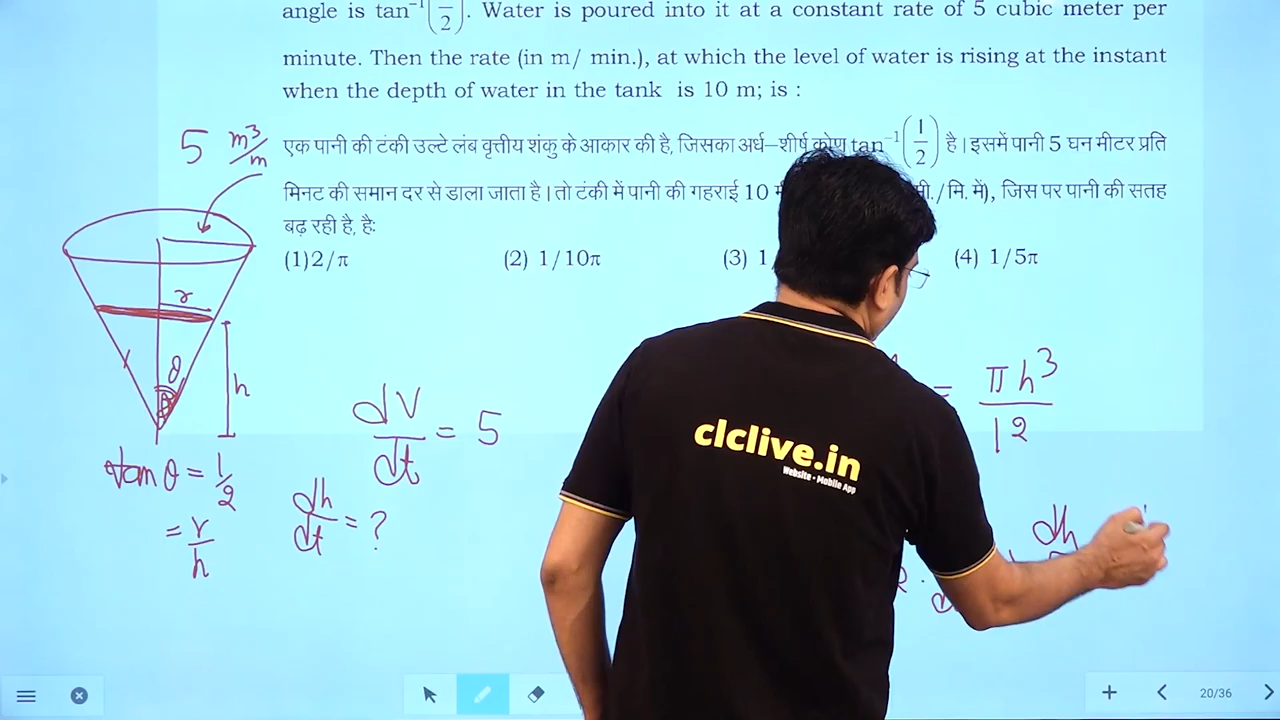 angle is tan⁻¹(—/2). Water is poured into it at a constant rate of 5 cubic meter per
minute. Then the rate (in m/ min.), at which the level of water is rising at the instant
when the depth of water in the tank is 10 m; is :
5 m³/m
एक पानी की टंकी उल्टे लंब वृत्तीय शंकु के आकार की है, जिसका अर्ध–शीर्ष कोण tan⁻¹(1/2) है। इसमें पानी 5 घन मीटर प्रति
मिनट की समान दर से डाला जाता है। तो टंकी में पानी की गहराई 10 मी./मि. में), जिस पर पानी की सतह
बढ़ रही है, है:
(1)2/π (2) 1/10π (3) 1 (4) 1/5π
r
θ
h
dV/dt = 5
= πh³/12
tan θ = 1/2
= r/h
dh/dt = ?
dh
clclive.in
Website • Mobile App
20/36